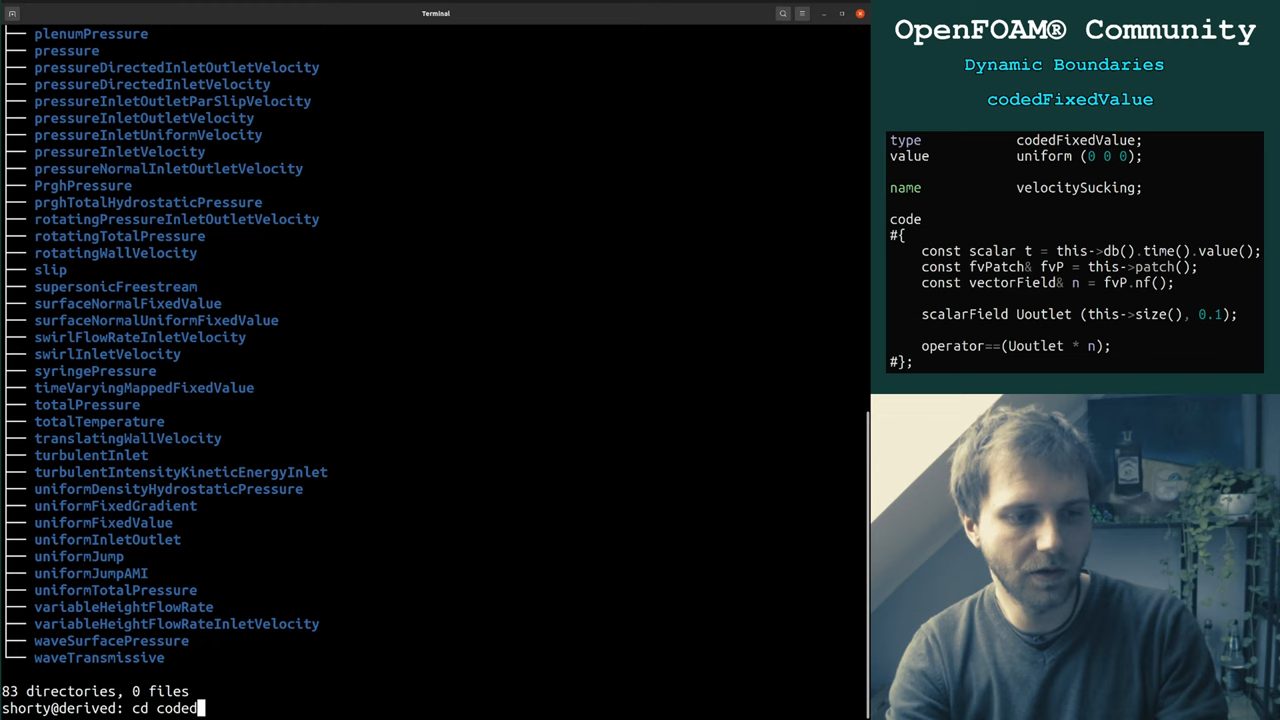 Terminal
plenumPressure
pressure
pressureDirectedInletOutletVelocity
pressureDirectedInletVelocity
pressureInletOutletParSlipVelocity
pressureInletOutletVelocity
pressureInletUniformVelocity
pressureInletVelocity
pressureNormalInletOutletVelocity
PrghPressure
prghTotalHydrostaticPressure
rotatingPressureInletOutletVelocity
rotatingTotalPressure
rotatingWallVelocity
slip
supersonicFreestream
surfaceNormalFixedValue
surfaceNormalUniformFixedValue
swirlFlowRateInletVelocity
swirlInletVelocity
syringePressure
timeVaryingMappedFixedValue
totalPressure
totalTemperature
translatingWallVelocity
turbulentInlet
turbulentIntensityKineticEnergyInlet
uniformDensityHydrostaticPressure
uniformFixedGradient
uniformFixedValue
uniformInletOutlet
uniformJump
uniformJumpAMI
uniformTotalPressure
variableHeightFlowRate
variableHeightFlowRateInletVelocity
waveSurfacePressure
waveTransmissive
83 directories, 0 files
shorty@derived: cd coded
OpenFOAM® Community
Dynamic Boundaries
codedFixedValue
type codedFixedValue;
value uniform (0 0 0);
name velocitySucking;
code
#{
const scalar t = this->db().time().value();
const fvPatch& fvP = this->patch();
const vectorField& n = fvP.nf();
scalarField Uoutlet (this->size(), 0.1);
operator==(Uoutlet * n);
#};